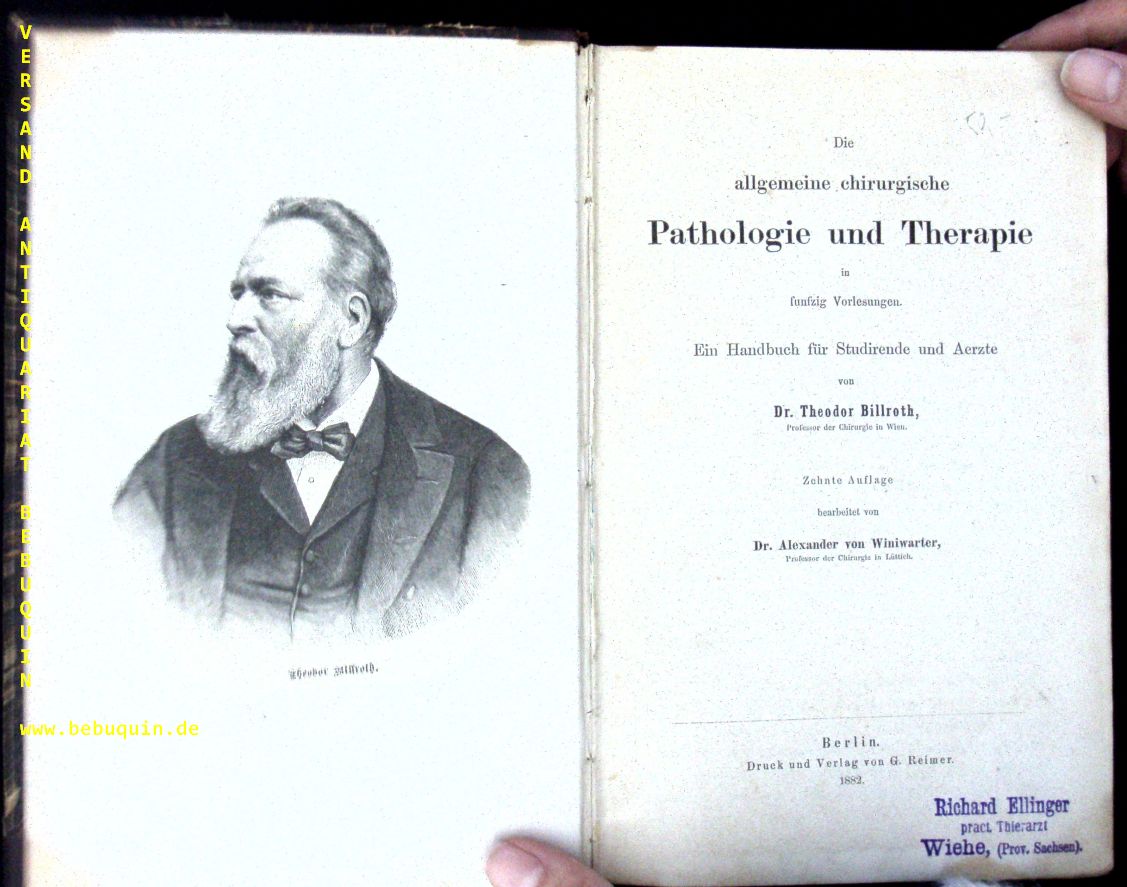 VERSAND ANTIQUARIAT BEBUQUIN
www.bebuquin.de
Theodor Billroth.
Die
allgemeine chirurgische
Pathologie und Therapie
in
funfzig Vorlesungen.
Ein Handbuch für Studirende und Aerzte
von
Dr. Theodor Billroth,
Professor der Chirurgie in Wien.
Zehnte Auflage
bearbeitet von
Dr. Alexander von Winiwarter,
Professor der Chirurgie in Lüttich.
Berlin.
Druck und Verlag von G. Reimer.
1882.
Richard Ellinger
pract. Thierarzt
Wiehe, (Prov. Sachsen).